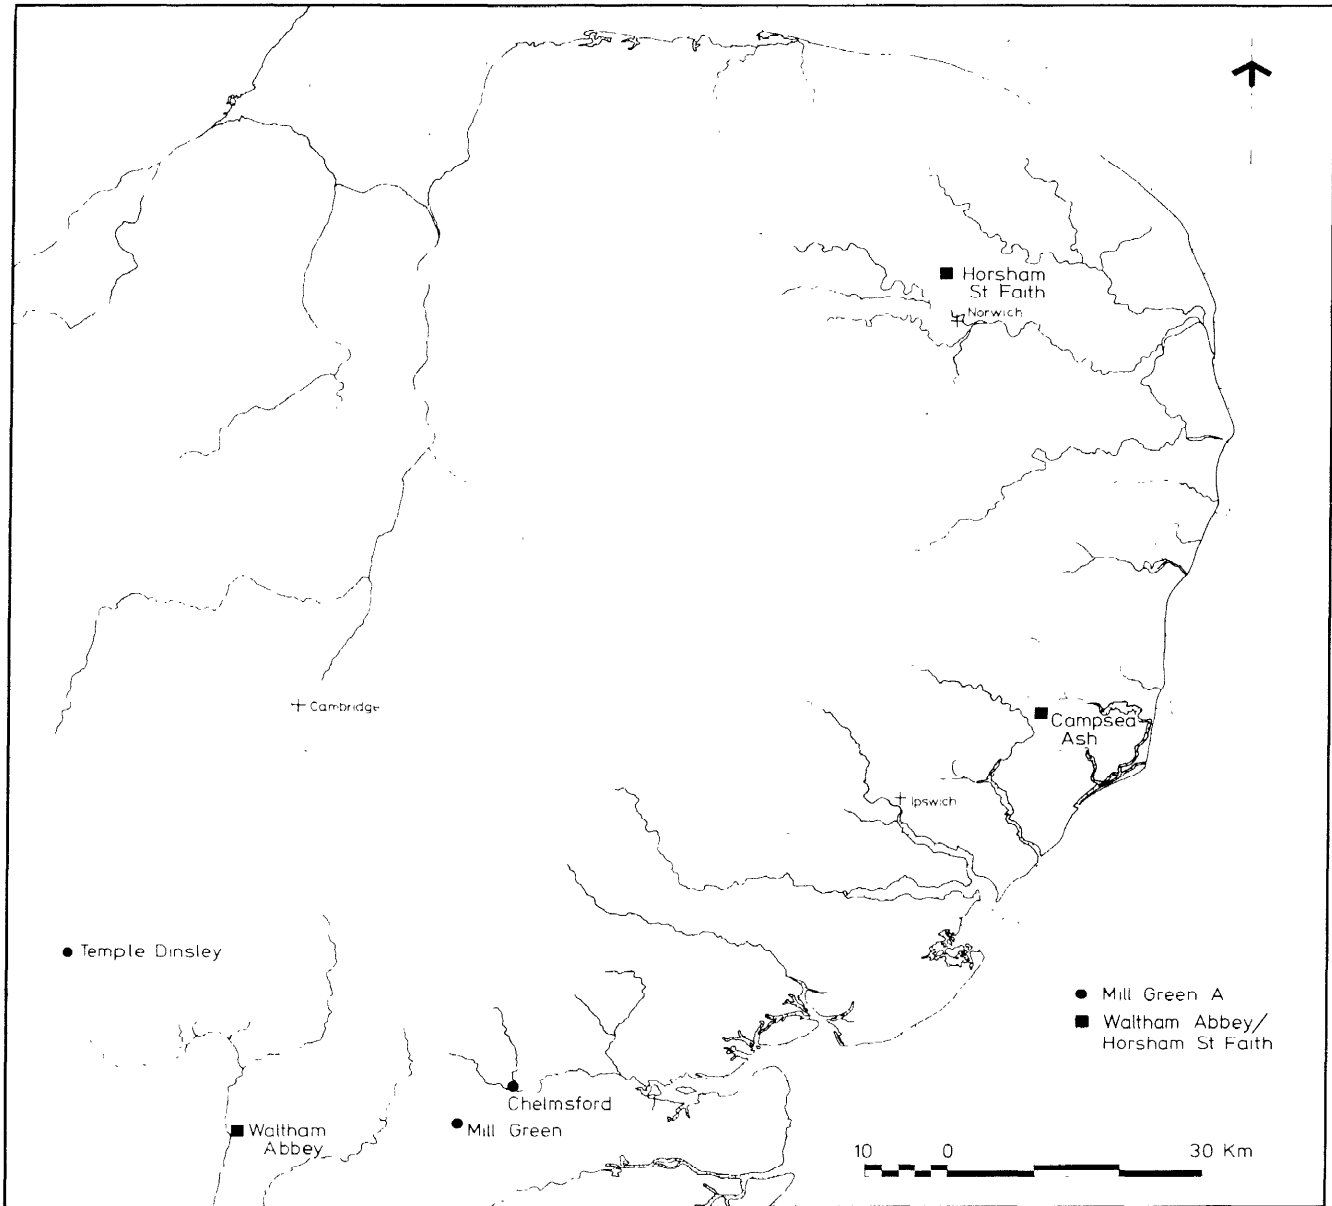 Horsham
St Faith
Norwich
Cambridge
Campsea
Ash
Ipswich
Temple Dinsley
Mill Green A
Waltham Abbey/
Horsham St Faith
Chelmsford
Mill Green
Waltham
Abbey
10 0 30 Km